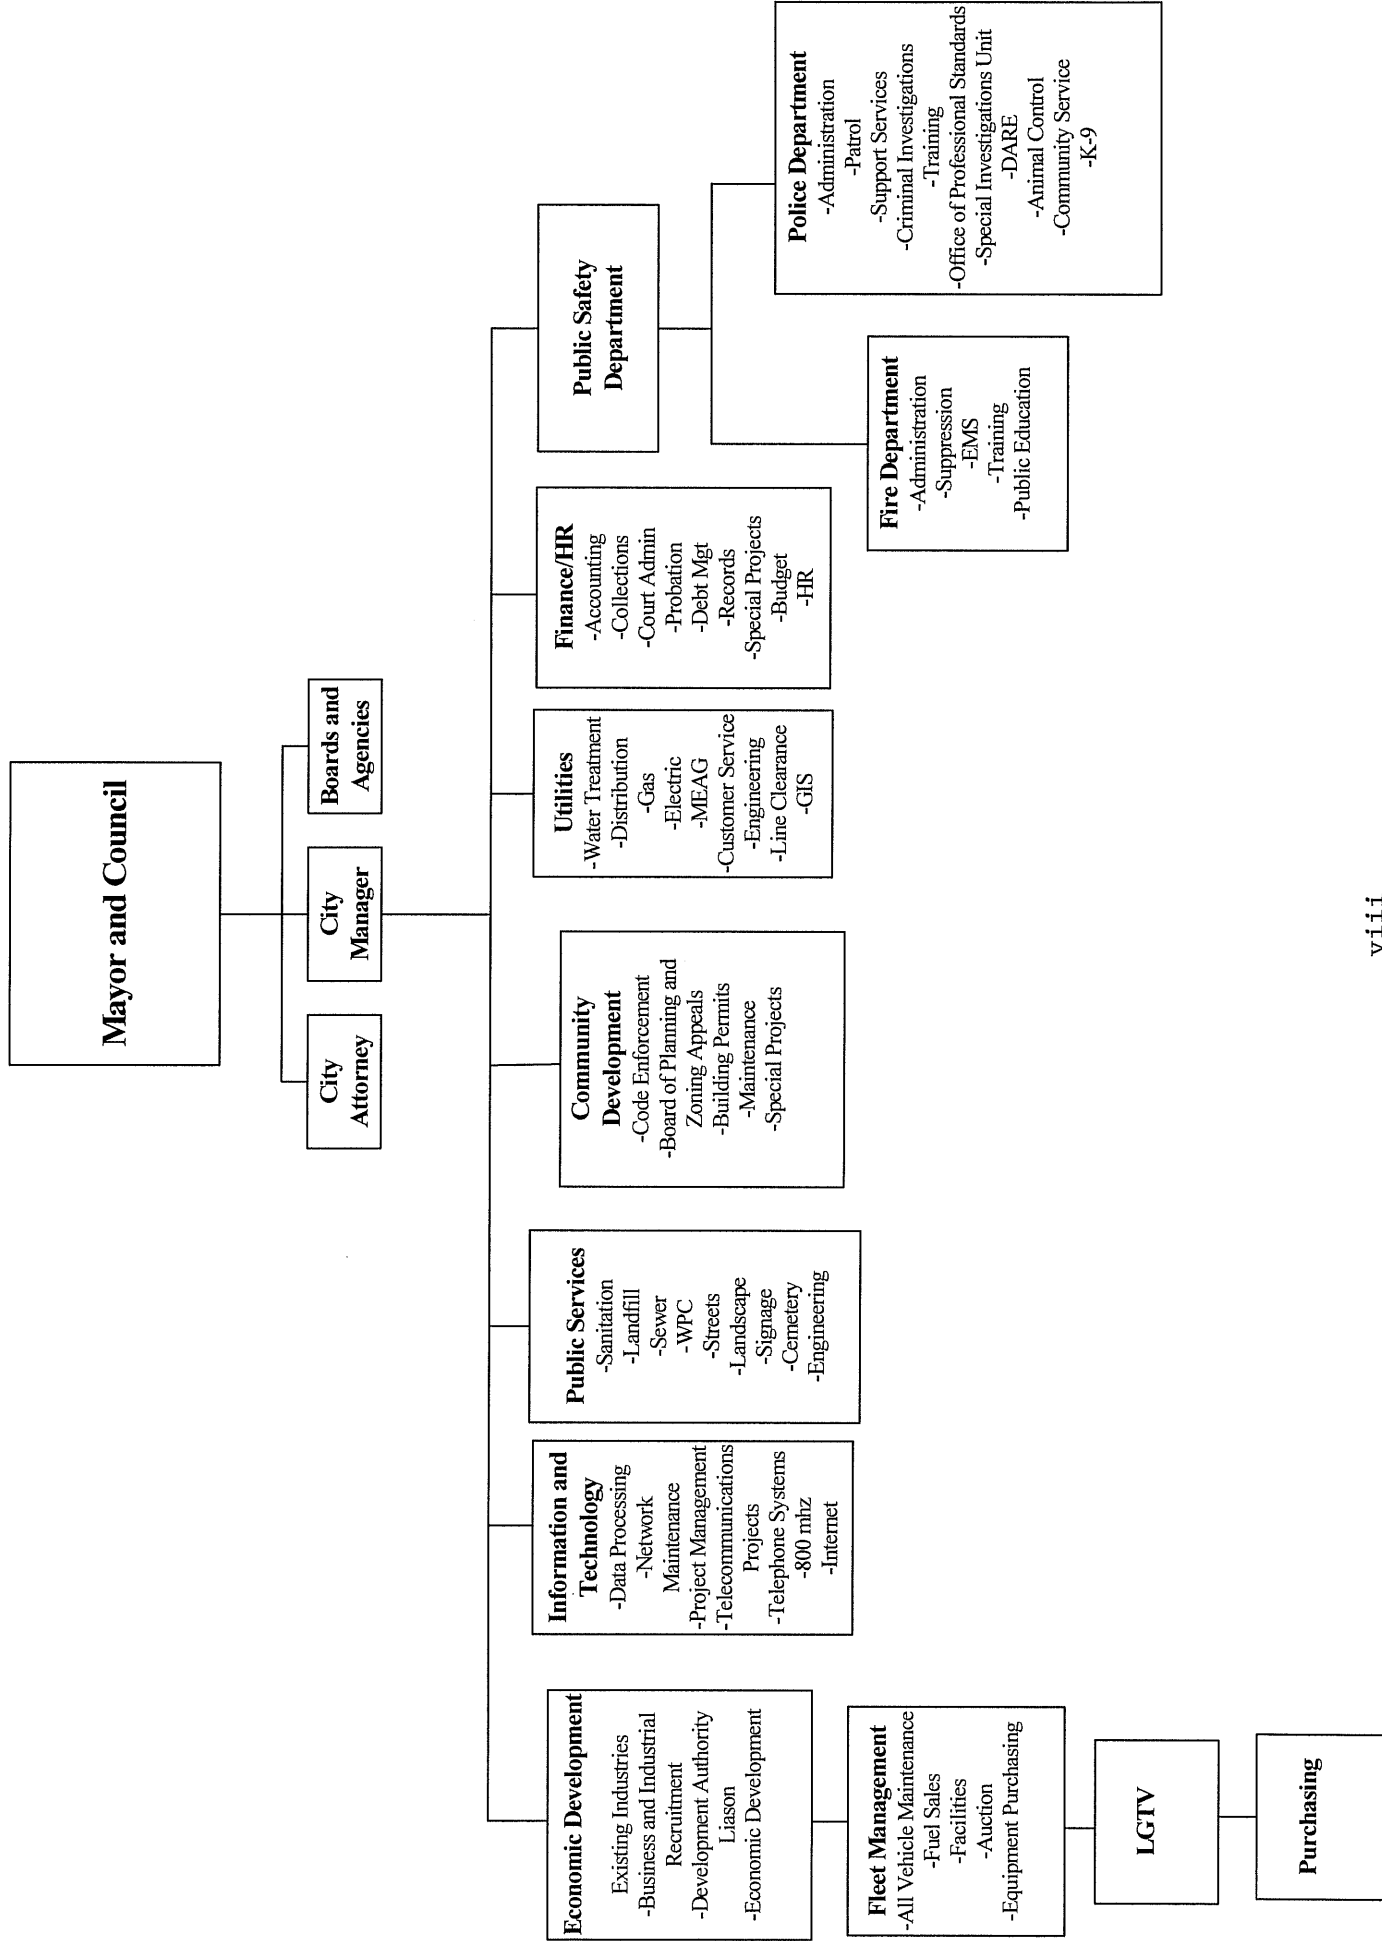 Mayor and Council
City
Attorney
City
Manager
Boards and
Agencies
Economic Development
Existing Industries
-Business and Industrial
Recruitment
-Development Authority
Liason
-Economic Development
Fleet Management
-All Vehicle Maintenance
-Fuel Sales
-Facilities
-Auction
-Equipment Purchasing
LGTV
Purchasing
Information and
Technology
-Data Processing
-Network
Maintenance
-Project Management
-Telecommunications
Projects
-Telephone Systems
-800 mhz
-Internet
Public Services
-Sanitation
-Landfill
-Sewer
-WPC
-Streets
-Landscape
-Signage
-Cemetery
-Engineering
Community
Development
-Code Enforcement
-Board of Planning and
Zoning Appeals
-Building Permits
-Maintenance
-Special Projects
Utilities
-Water Treatment
-Distribution
-Gas
-Electric
-MEAG
-Customer Service
-Engineering
-Line Clearance
-GIS
Finance/HR
-Accounting
-Collections
-Court Admin
-Probation
-Debt Mgt
-Records
-Special Projects
-Budget
-HR
Public Safety
Department
Fire Department
-Administration
-Suppression
-EMS
-Training
-Public Education
Police Department
-Administration
-Patrol
-Support Services
-Criminal Investigations
-Training
-Office of Professional Standards
-Special Investigations Unit
-DARE
-Animal Control
-Community Service
-K-9
viii